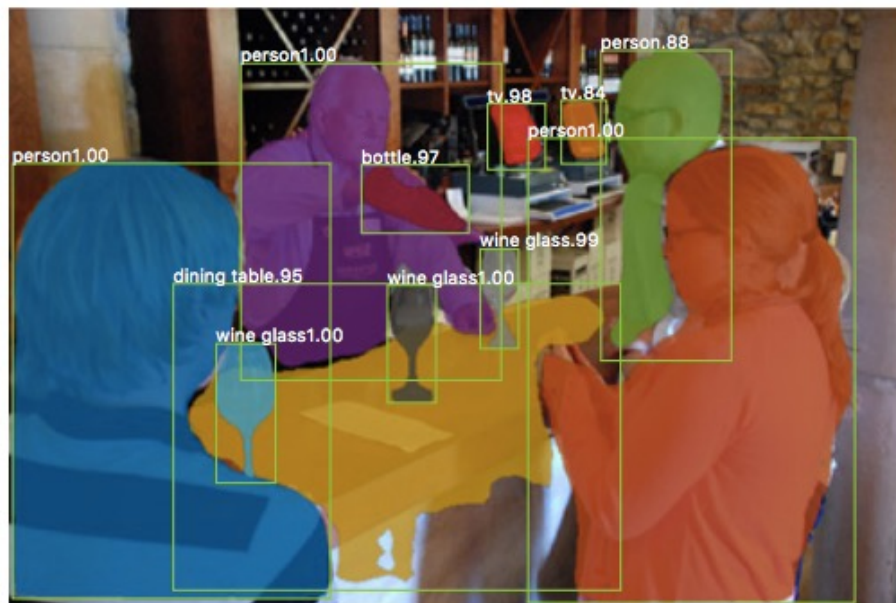 person1.00
person.88
tv.98
tv.84
person1.00
person1.00
bottle.97
wine glass.99
dining table.95
wine glass1.00
wine glass1.00